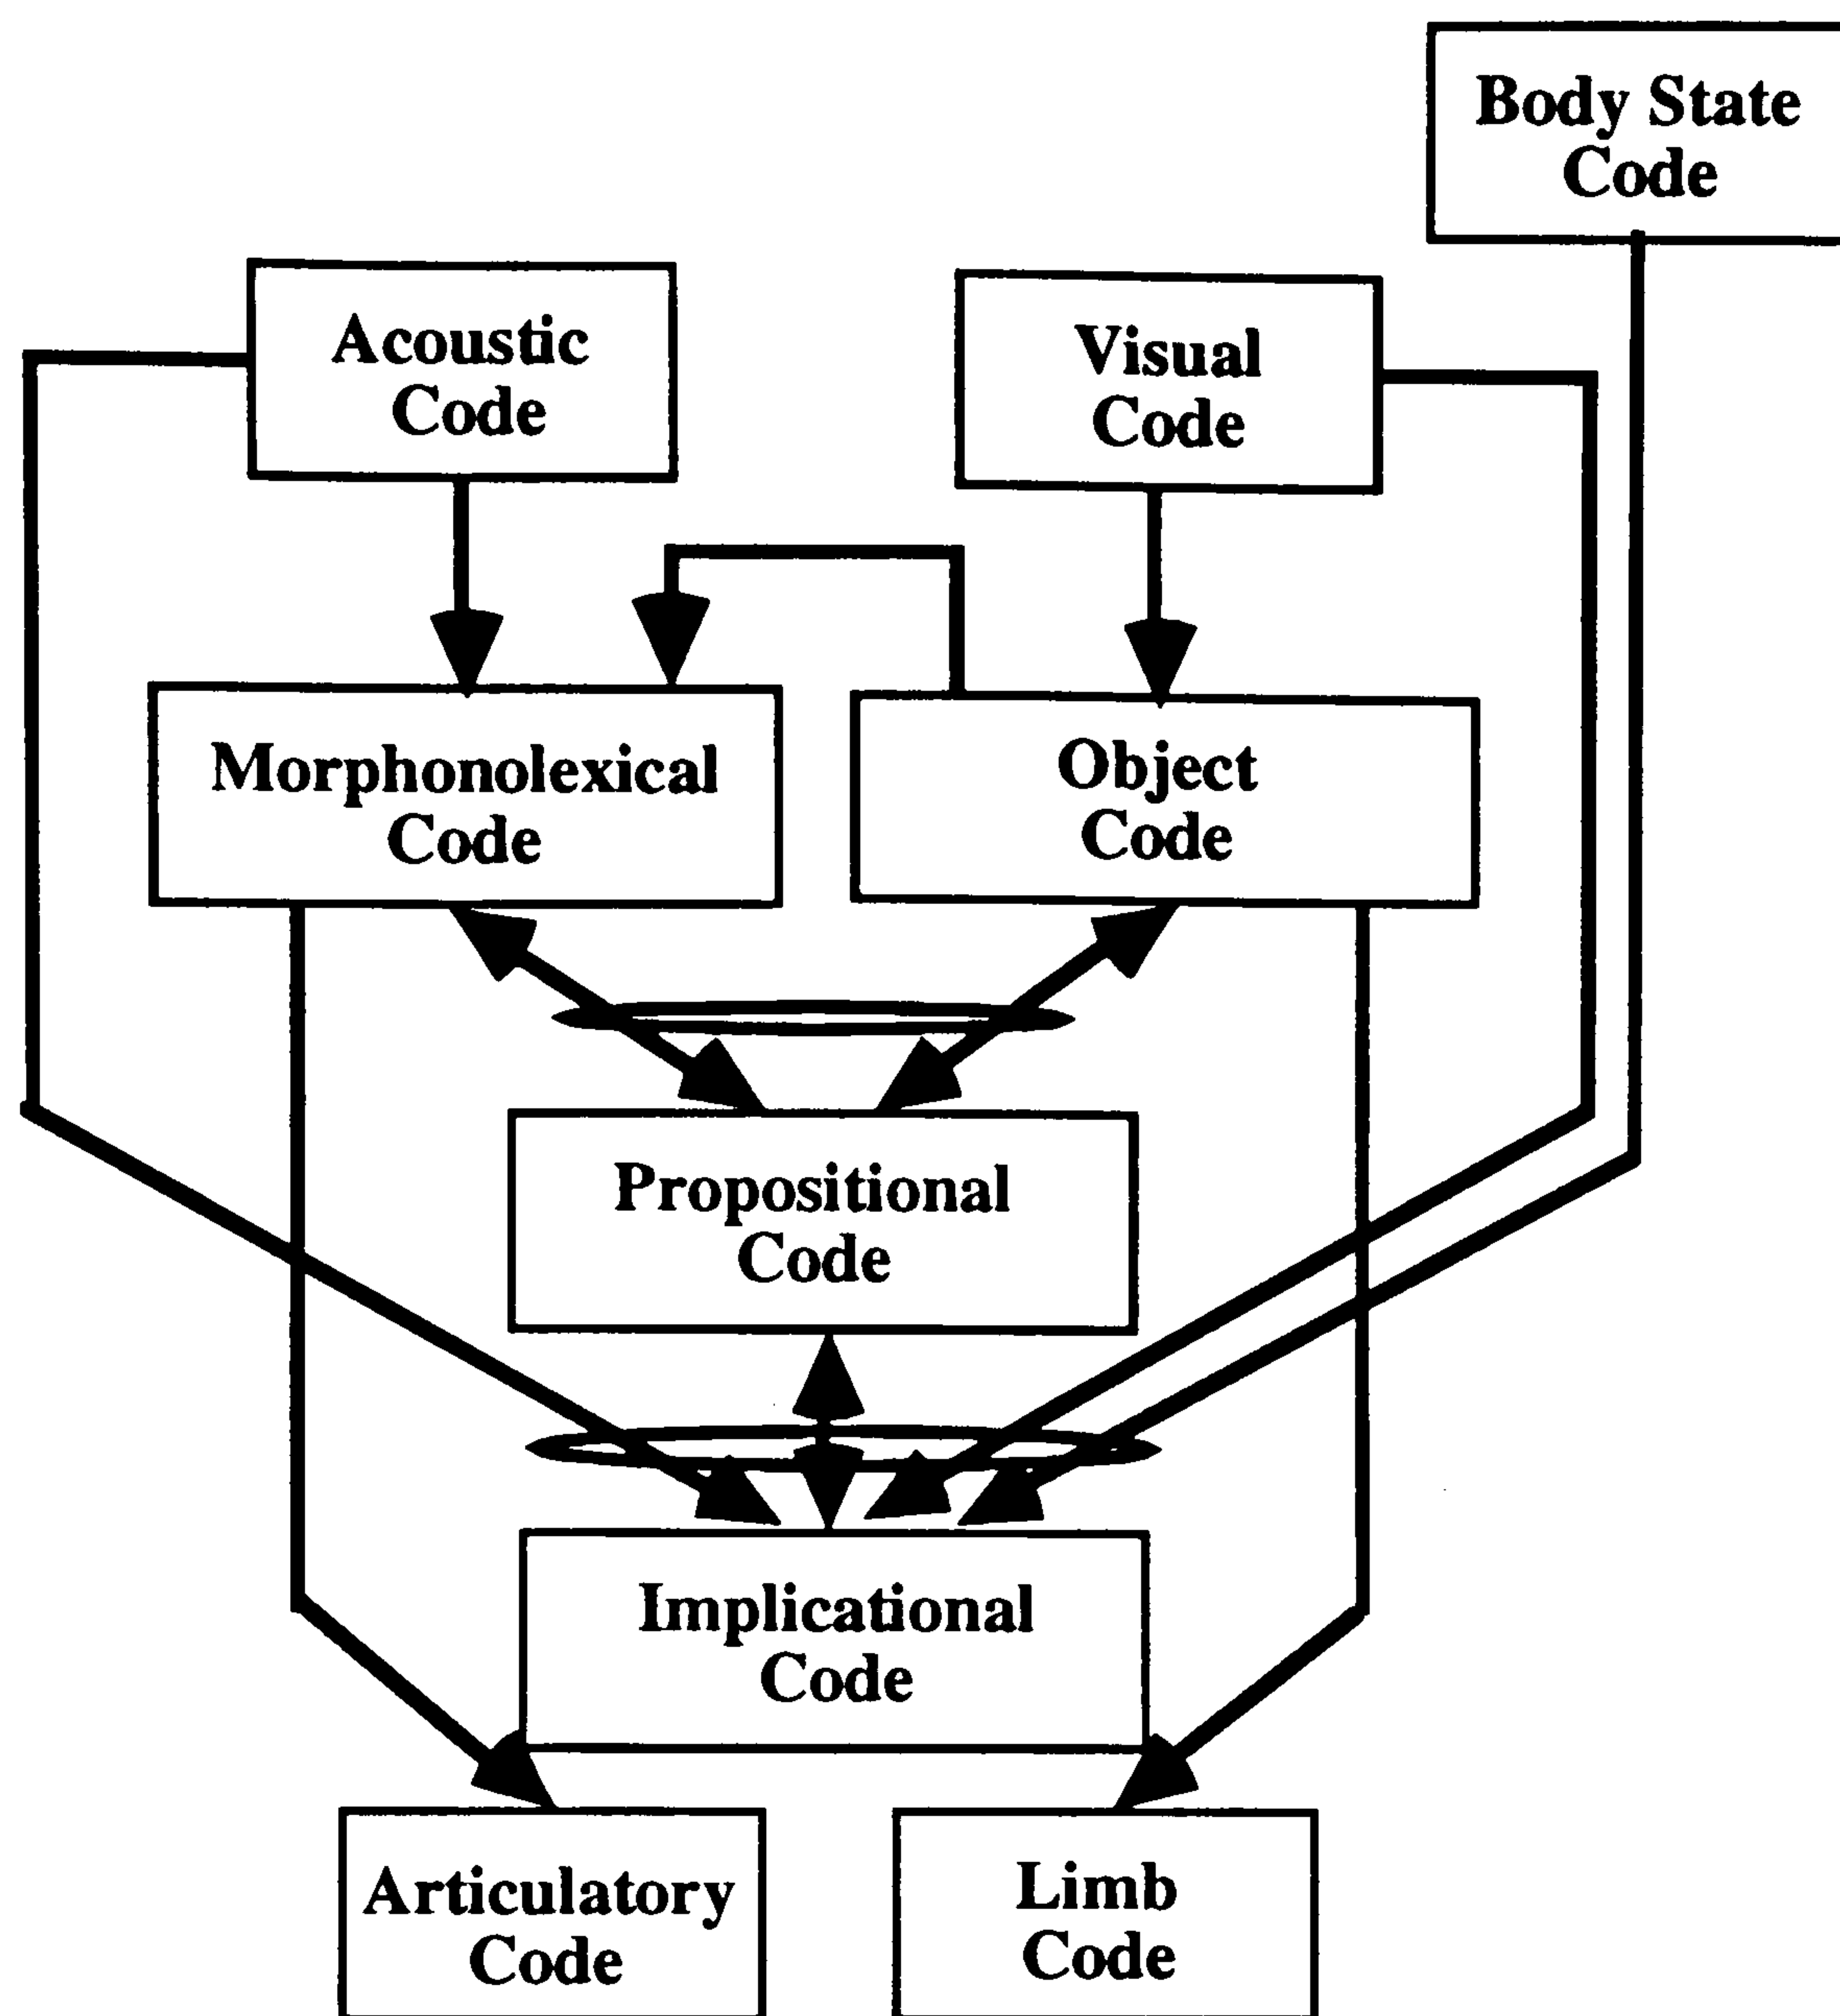 Body State
Code
Acoustic
Code
Visual
Code
Morphonolexical
Code
Object
Code
Propositional
Code
Implicational
Code
Articulatory
Code
Limb
Code